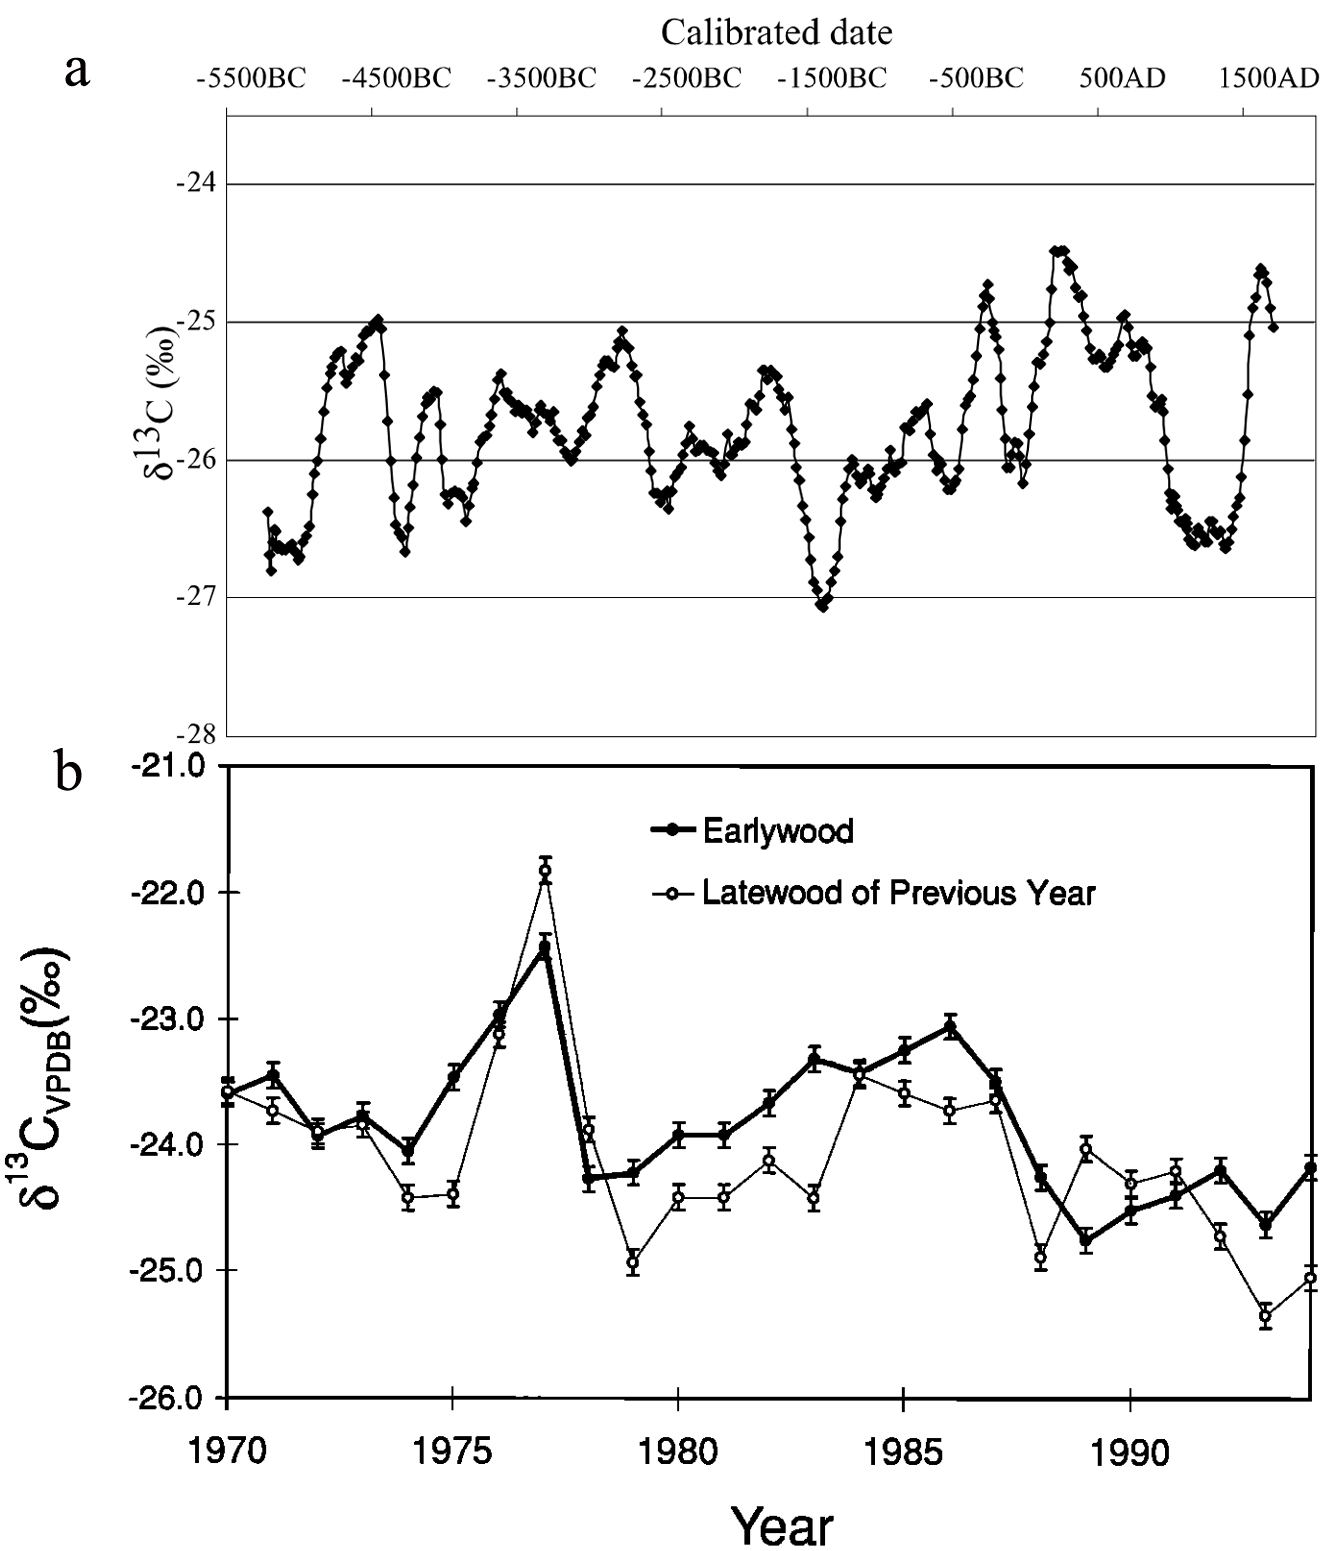 Calibrated date
a
-5500BC -4500BC -3500BC -2500BC -1500BC -500BC 500AD 1500AD
-24
-25
-26
-27
-28
δ13C (‰)
b
-21.0
-22.0
-23.0
-24.0
-25.0
-26.0
δ13CVPDB(‰)
Earlywood
Latewood of Previous Year
1970 1975 1980 1985 1990
Year